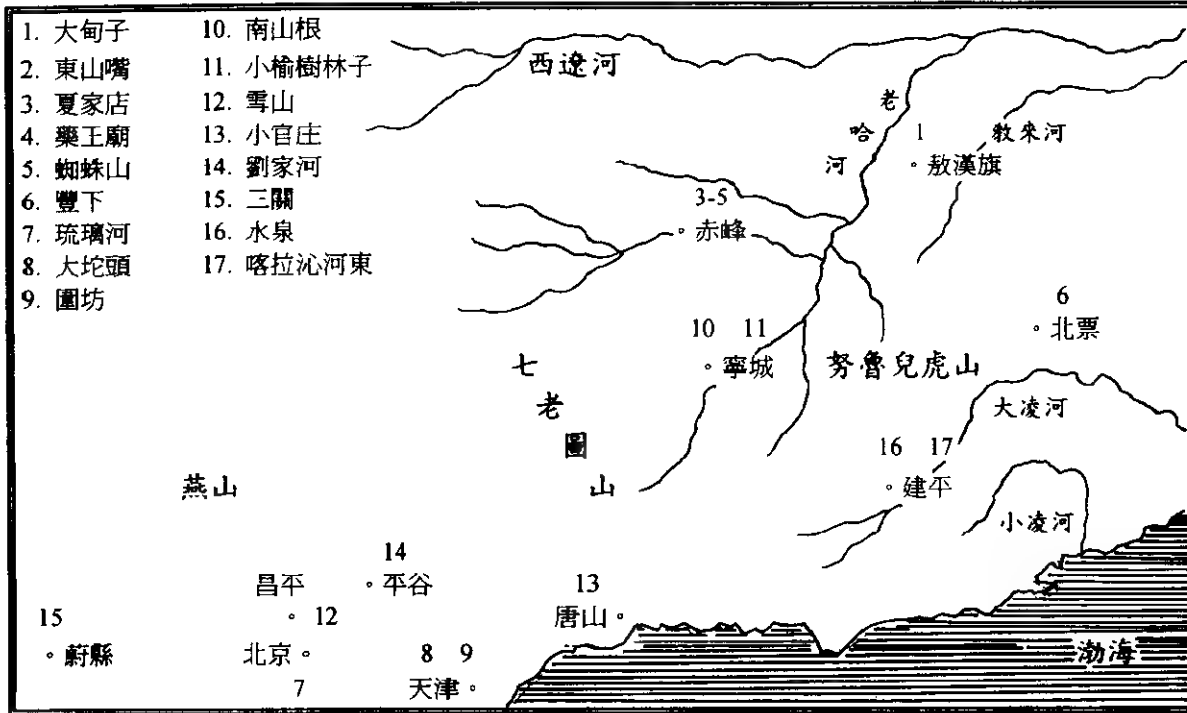 1. 大甸子
2. 東山嘴
3. 夏家店
4. 藥王廟
5. 蜘蛛山
6. 豐下
7. 琉璃河
8. 大坨頭
9. 圍坊
10. 南山根
11. 小榆樹林子
12. 雪山
13. 小官庄
14. 劉家河
15. 三關
16. 水泉
17. 喀拉沁河東
西遼河
老哈河
1
敖漢旗
教來河
3-5
赤峰
6
北票
10 11
寧城
努魯兒虎山
七老圖山
大凌河
16 17
建平
燕山
小凌河
14
昌平
平谷
13
15
12
唐山
蔚縣
北京
8 9
渤海
7
天津